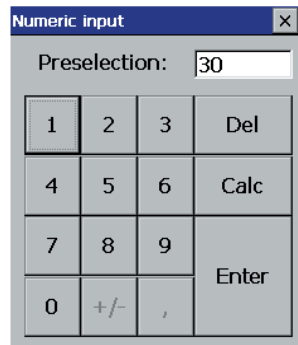 Numeric input
Preselection: 30
1 2 3 Del
4 5 6 Calc
7 8 9
Enter
0 +/- ,